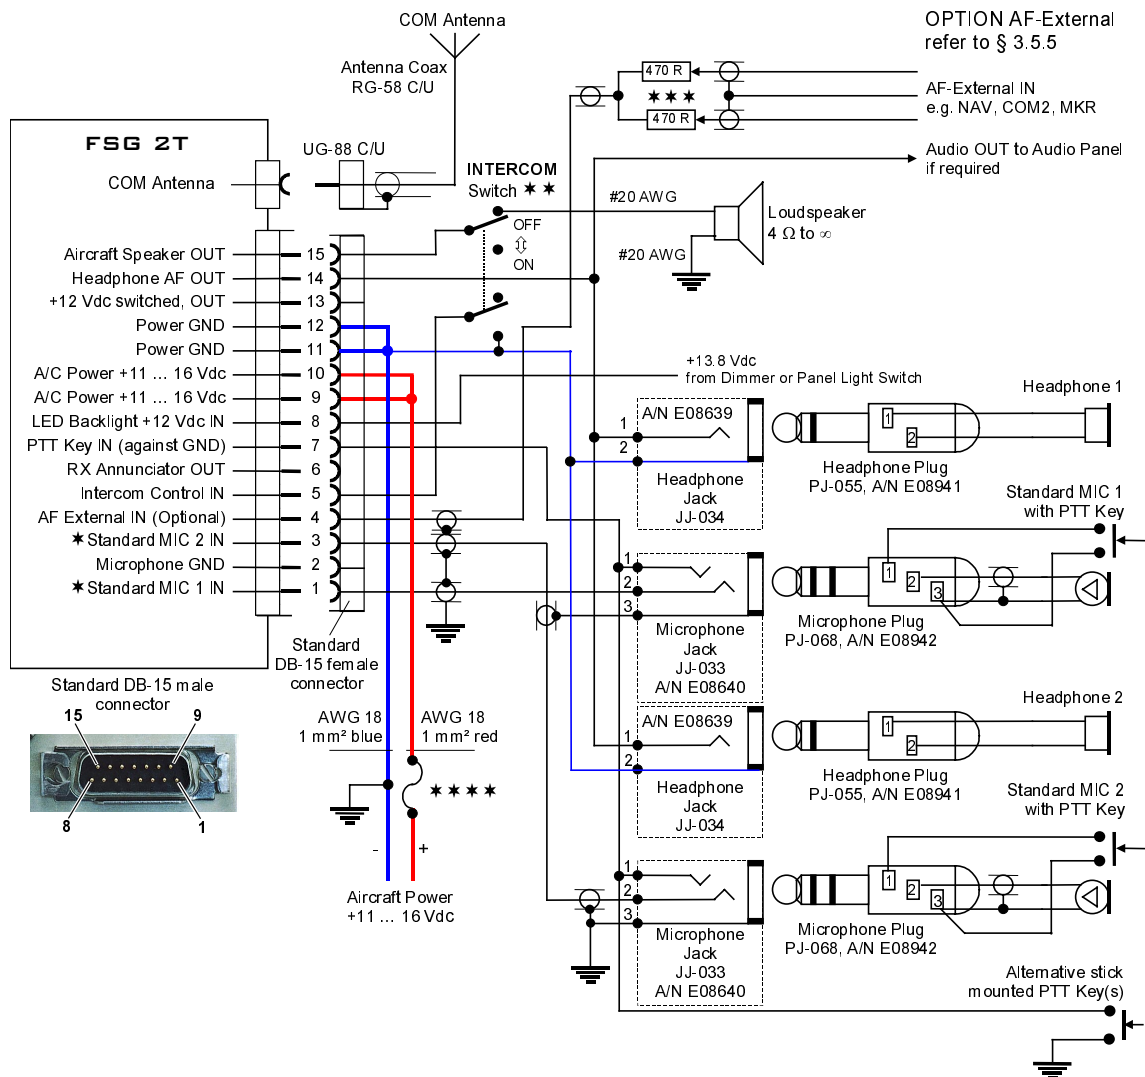 COM Antenna
OPTION AF-External
refer to § 3.5.5
Antenna Coax
RG-58 C/U
470 R
✶ ✶ ✶
470 R
AF-External IN
e.g. NAV, COM2, MKR
FSG 2T
UG-88 C/U
COM Antenna
INTERCOM
Switch ✶ ✶
Audio OUT to Audio Panel
if required
#20 AWG
OFF
ON
#20 AWG
Loudspeaker
4 Ω to ∞
Aircraft Speaker OUT 15
Headphone AF OUT 14
+12 Vdc switched, OUT 13
Power GND 12
Power GND 11
A/C Power +11 ... 16 Vdc 10
A/C Power +11 ... 16 Vdc 9
LED Backlight +12 Vdc IN 8
PTT Key IN (against GND) 7
RX Annunciator OUT 6
Intercom Control IN 5
AF External IN (Optional) 4
✶Standard MIC 2 IN 3
Microphone GND 2
✶Standard MIC 1 IN 1
+13.8 Vdc
from Dimmer or Panel Light Switch
A/N E08639
1
2
Headphone
Jack
JJ-034
1
2
Headphone 1
Headphone Plug
PJ-055, A/N E08941
Standard MIC 1
with PTT Key
1
2
3
Microphone
Jack
JJ-033
A/N E08640
1
2
3
Microphone Plug
PJ-068, A/N E08942
Standard
DB-15 female
connector
Standard DB-15 male
connector
15
9
8
1
AWG 18
1 mm² blue
AWG 18
1 mm² red
✶ ✶ ✶ ✶
-
+
Aircraft Power
+11 ... 16 Vdc
A/N E08639
1
2
Headphone
Jack
JJ-034
1
2
Headphone 2
Headphone Plug
PJ-055, A/N E08941
Standard MIC 2
with PTT Key
1
2
3
Microphone
Jack
JJ-033
A/N E08640
1
2
3
Microphone Plug
PJ-068, A/N E08942
Alternative stick
mounted PTT Key(s)